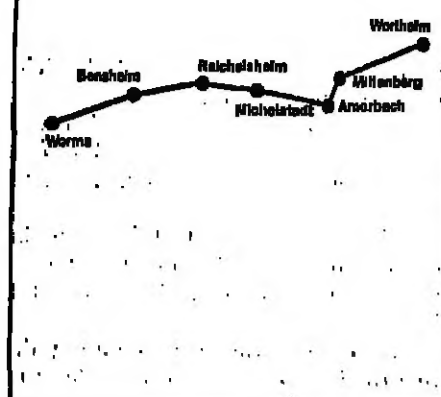 Wertheim
Bensheim
Reichelsheim
Miltenberg
Michelstadt
Amorbach
Worms